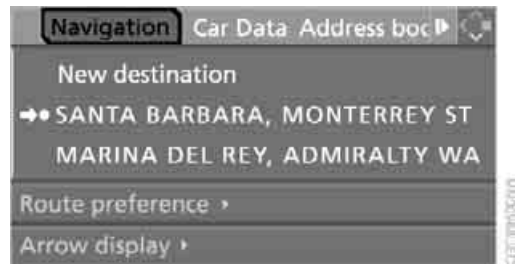 Navigation Car Data Address boc
New destination
SANTA BARBARA, MONTERREY ST
MARINA DEL REY, ADMIRALTY WA
Route preference
Arrow display